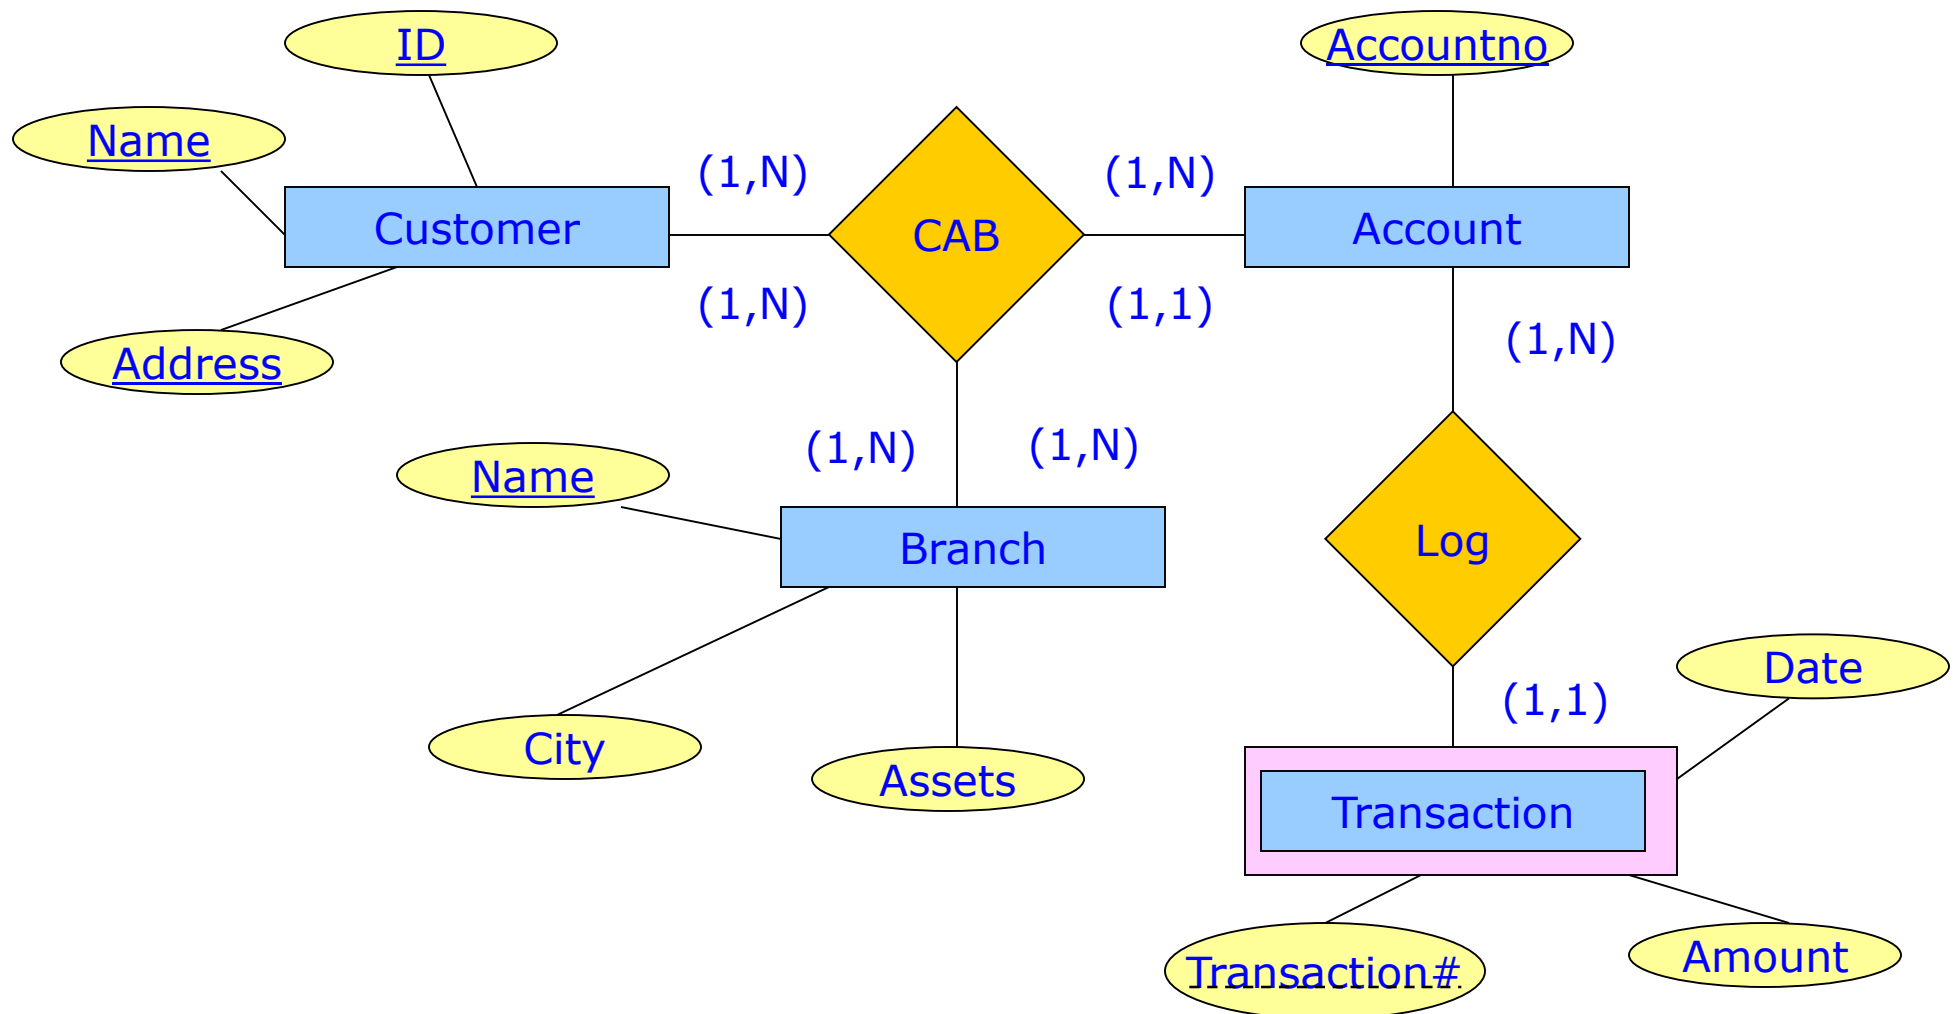 ID
Accountno
Name
(1,N)
(1,N)
Customer
CAB
Account
(1,N)
(1,1)
(1,N)
Address
(1,N)
(1,N)
Name
Branch
Log
Date
(1,1)
City
Assets
Transaction
Transaction#
Amount